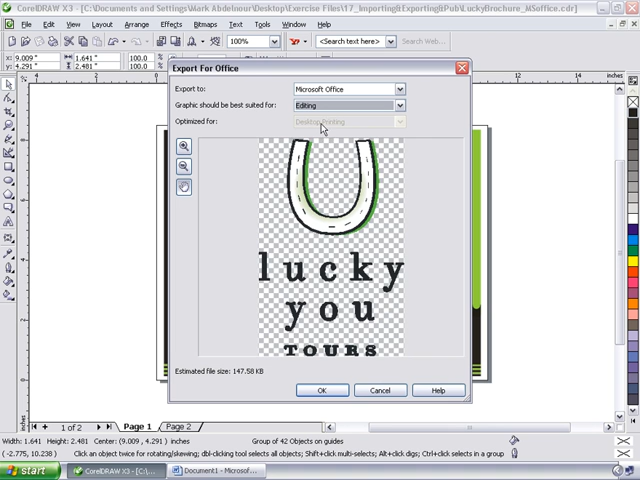 CorelDRAW X3 - [C:\Documents and Settings\Mark Abdelnour\Desktop\Exercise Files\17_Importing&Exporting&Pub\LuckyBrochure_MSoffice.cdr]
File Edit View Layout Arrange Effects Bitmaps Text Tools Window Help
100% <Search text here> Search Web...
x: 9.009 " 1.641 " 100.0
y: 4.291 " 2.481 " 100.0
Export For Office
Export to: Microsoft Office
Graphic should be best suited for: Editing
Optimized for: Desktop Printing
lucky
you
TOURS
Estimated file size: 147.58 KB
OK Cancel Help
1 of 2 Page 1 Page 2
Width: 1.641 Height: 2.481 Center: (9.009 , 4.291 ) inches Group of 42 Objects on guides
( -2.775, 10.238 ) Click an object twice for rotating/skewing; dbl-clicking tool selects all objects; Shift+click multi-selects; Alt+click digs; Ctrl+click selects in a group
start CorelDRAW X3 - [C:\... Document1 - Microsof...